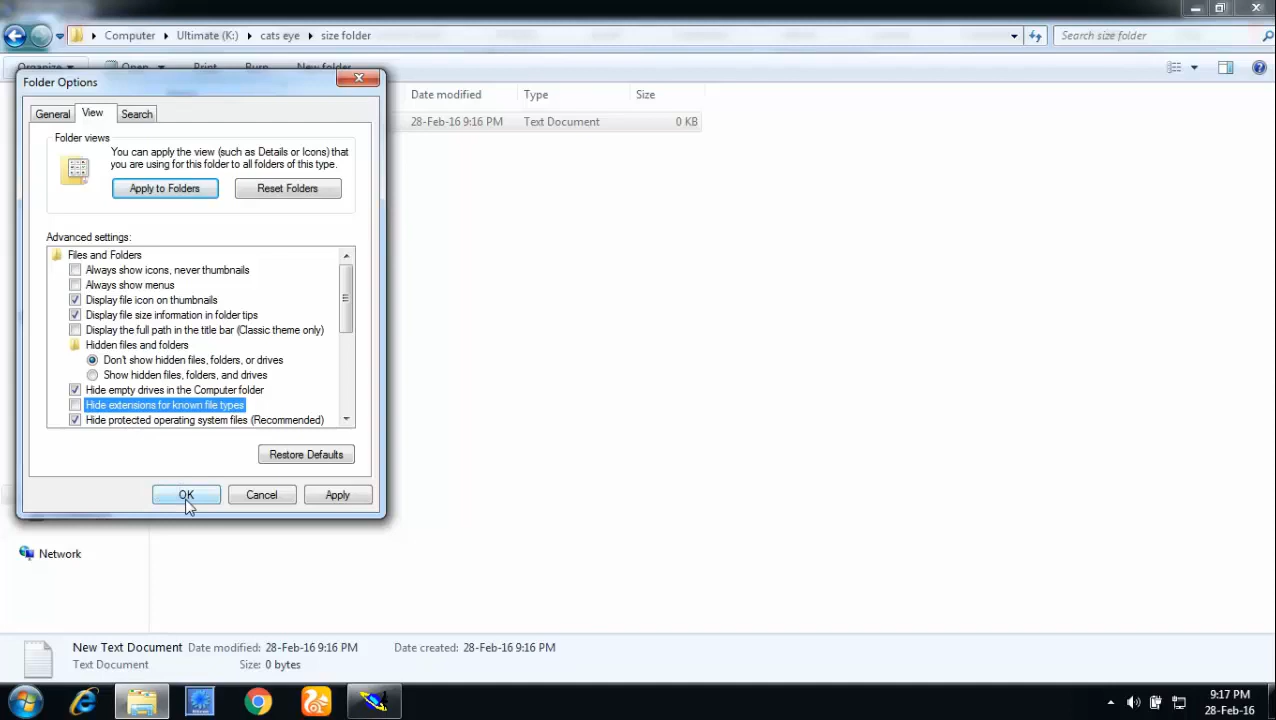 Computer Ultimate (K:) cats eye size folder Search size folder
Organize Open Print Burn New folder
Folder Options
Date modified Type Size
General View Search
28-Feb-16 9:16 PM Text Document 0 KB
Folder views
You can apply the view (such as Details or Icons) that
you are using for this folder to all folders of this type.
Apply to Folders Reset Folders
Advanced settings:
Files and Folders
Always show icons, never thumbnails
Always show menus
Display file icon on thumbnails
Display file size information in folder tips
Display the full path in the title bar (Classic theme only)
Hidden files and folders
Don't show hidden files, folders, or drives
Show hidden files, folders, and drives
Hide empty drives in the Computer folder
Hide extensions for known file types
Hide protected operating system files (Recommended)
Restore Defaults
OK Cancel Apply
Network
New Text Document Date modified: 28-Feb-16 9:16 PM Date created: 28-Feb-16 9:16 PM
Text Document Size: 0 bytes
9:17 PM
28-Feb-16